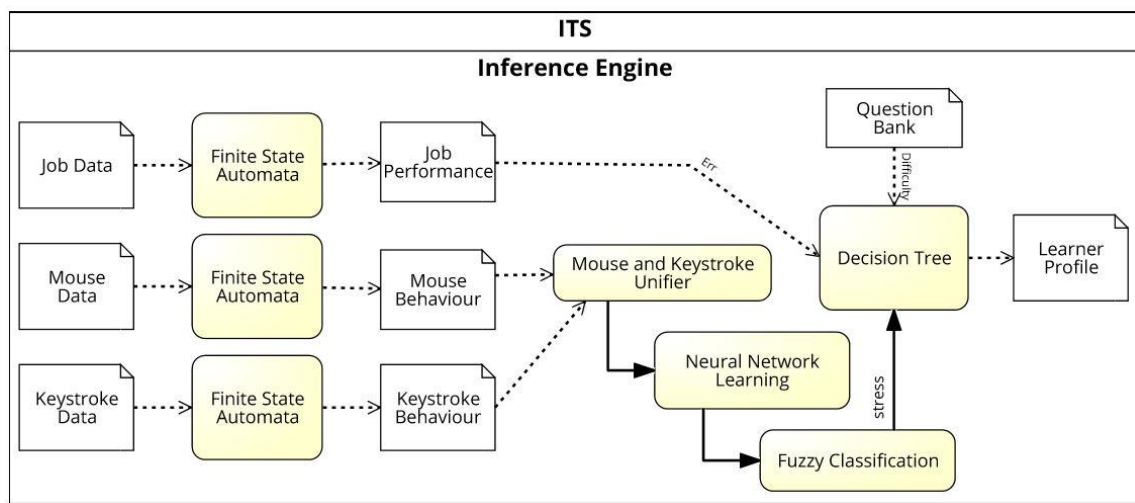 ITS
Inference Engine
Question
Bank
Job Data
Finite State
Automata
Job
Performance
Err
Difficulty
Mouse
Data
Finite State
Automata
Mouse
Behaviour
Mouse and Keystroke
Unifier
Decision Tree
Learner
Profile
Neural Network
Learning
Keystroke
Data
Finite State
Automata
Keystroke
Behaviour
stress
Fuzzy Classification